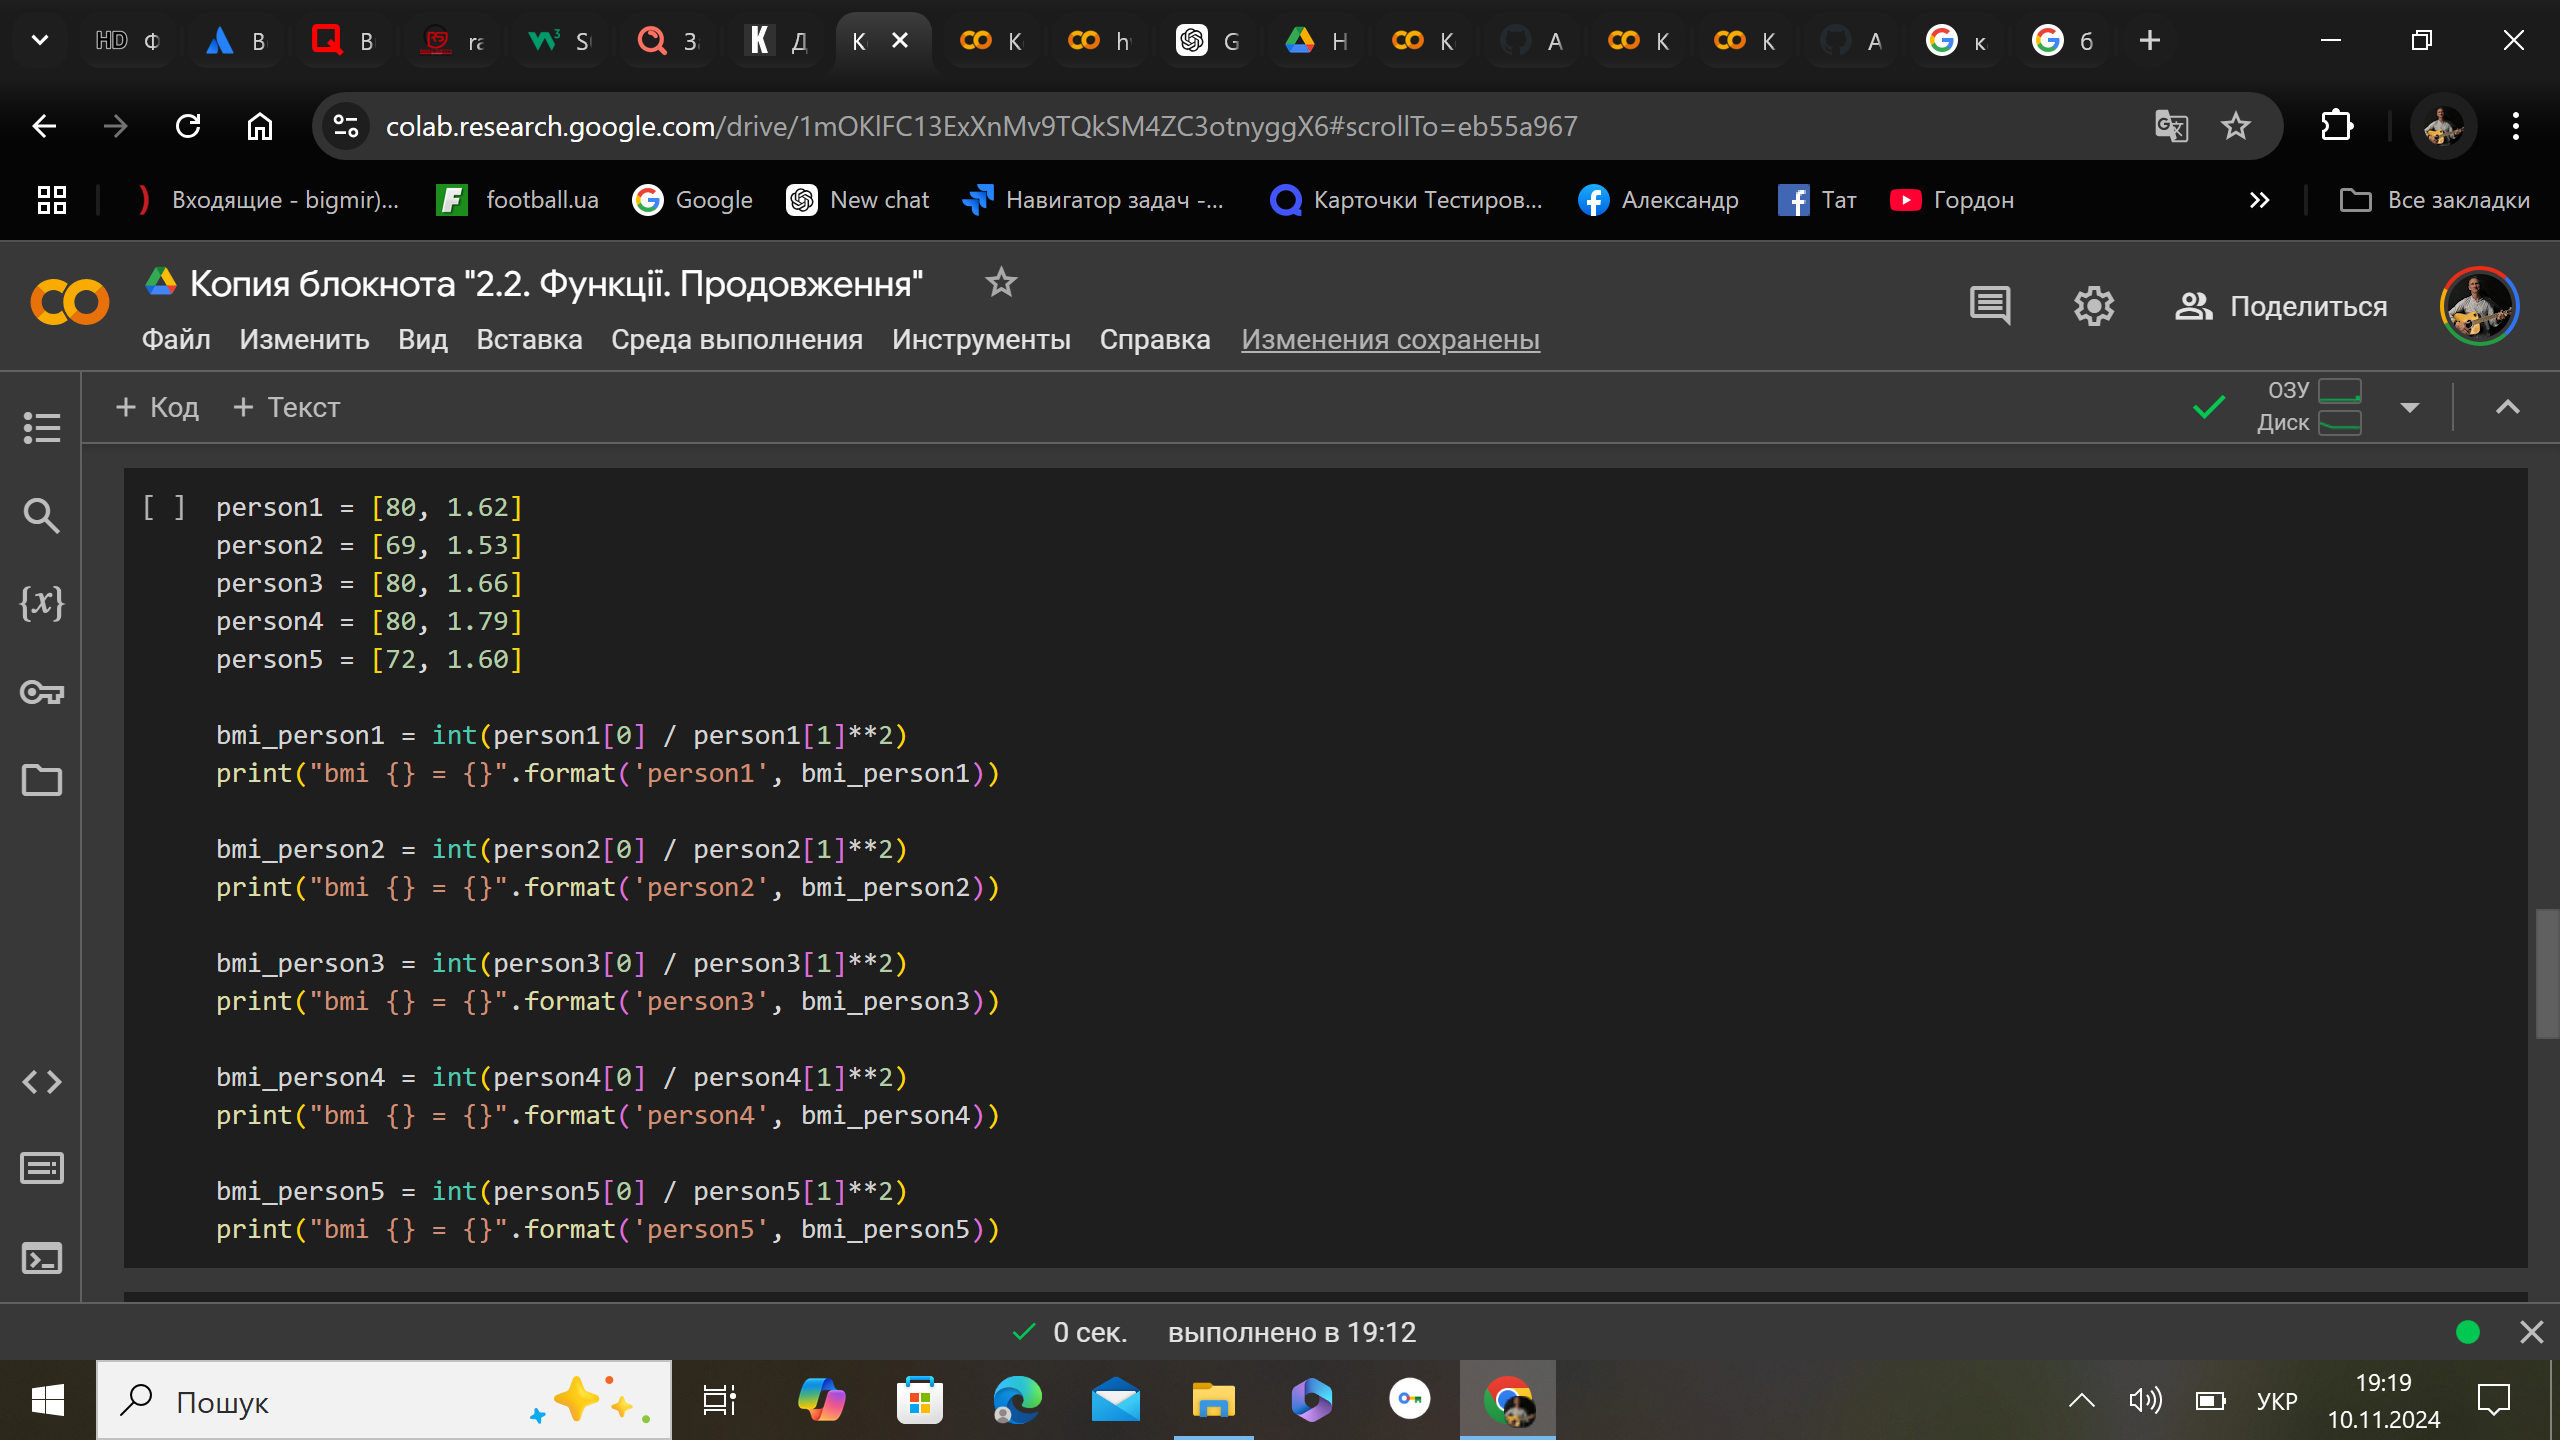 HD Ф
В
В
ra
S
З
К Д
К
К
h
G
Н
К
А
К
К
А
к
б
colab.research.google.com/drive/1mOKlFC13ExXnMv9TQkSM4ZC3otnyggX6#scrollTo=eb55a967
Входящие - bigmir)...
football.ua
Google
New chat
Навигатор задач -...
Карточки Тестиров...
Александр
Тат
Гордон
Все закладки
Копия блокнота "2.2. Функції. Продовження"
Файл Изменить Вид Вставка Среда выполнения Инструменты Справка Изменения сохранены
Поделиться
+ Код + Текст
ОЗУ
Диск
[ ] person1 = [80, 1.62]
person2 = [69, 1.53]
person3 = [80, 1.66]
person4 = [80, 1.79]
person5 = [72, 1.60]
bmi_person1 = int(person1[0] / person1[1]**2)
print("bmi {} = {}".format('person1', bmi_person1))
bmi_person2 = int(person2[0] / person2[1]**2)
print("bmi {} = {}".format('person2', bmi_person2))
bmi_person3 = int(person3[0] / person3[1]**2)
print("bmi {} = {}".format('person3', bmi_person3))
bmi_person4 = int(person4[0] / person4[1]**2)
print("bmi {} = {}".format('person4', bmi_person4))
bmi_person5 = int(person5[0] / person5[1]**2)
print("bmi {} = {}".format('person5', bmi_person5))
0 сек. выполнено в 19:12
Пошук
УКР
19:19
10.11.2024